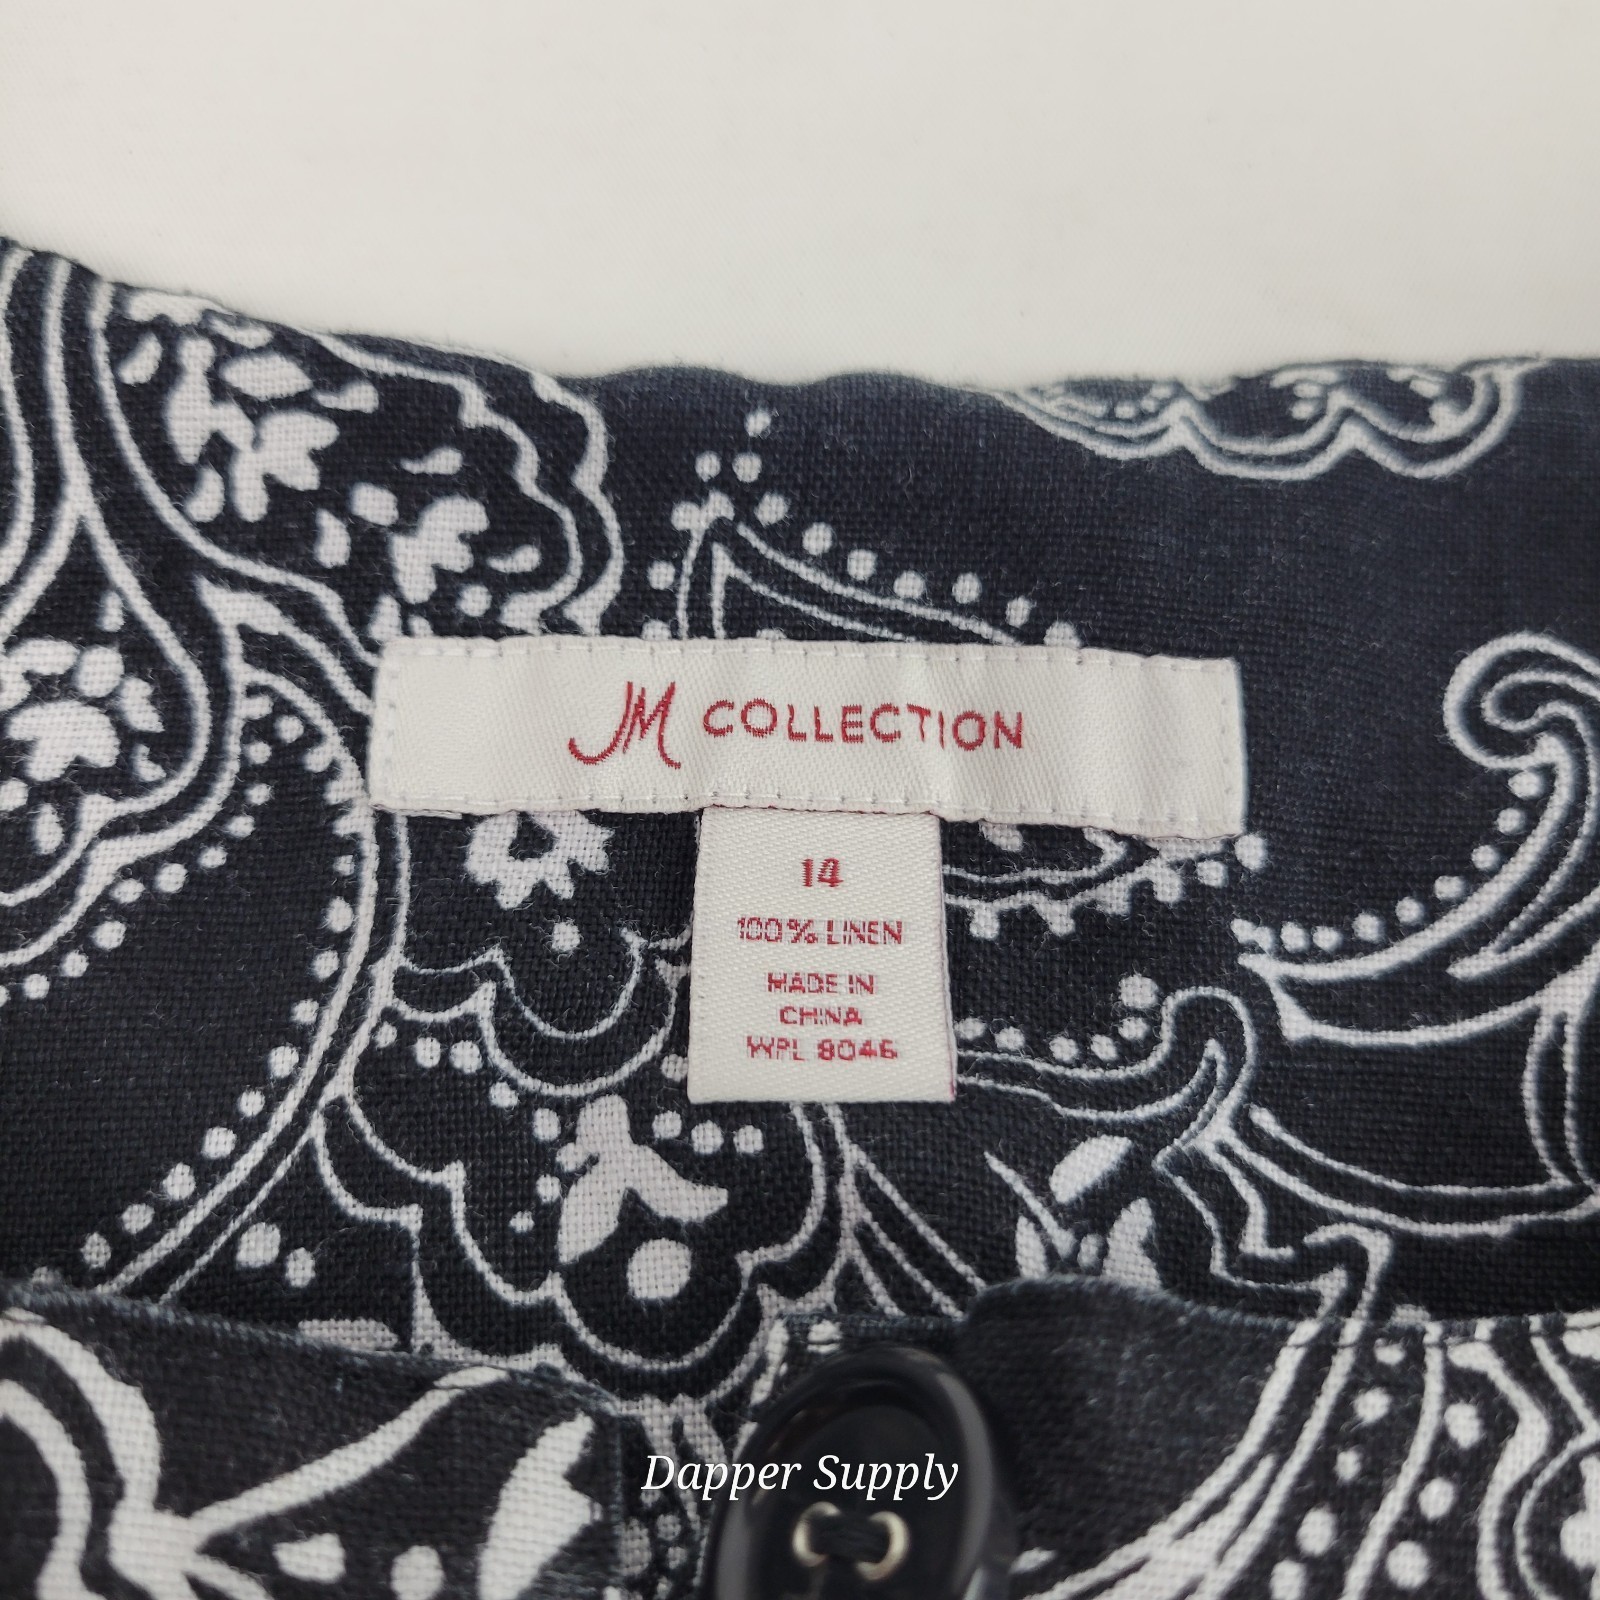 JM COLLECTION
14
100% LINEN
MADE IN
CHINA
WPL 8046
Dapper Supply